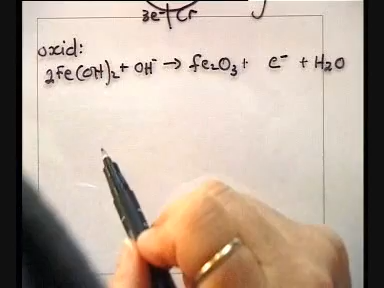 3e⁻ Cr
oxid:
2Fe(OH)₂ + OH⁻ → Fe₂O₃ + e⁻ + H₂O